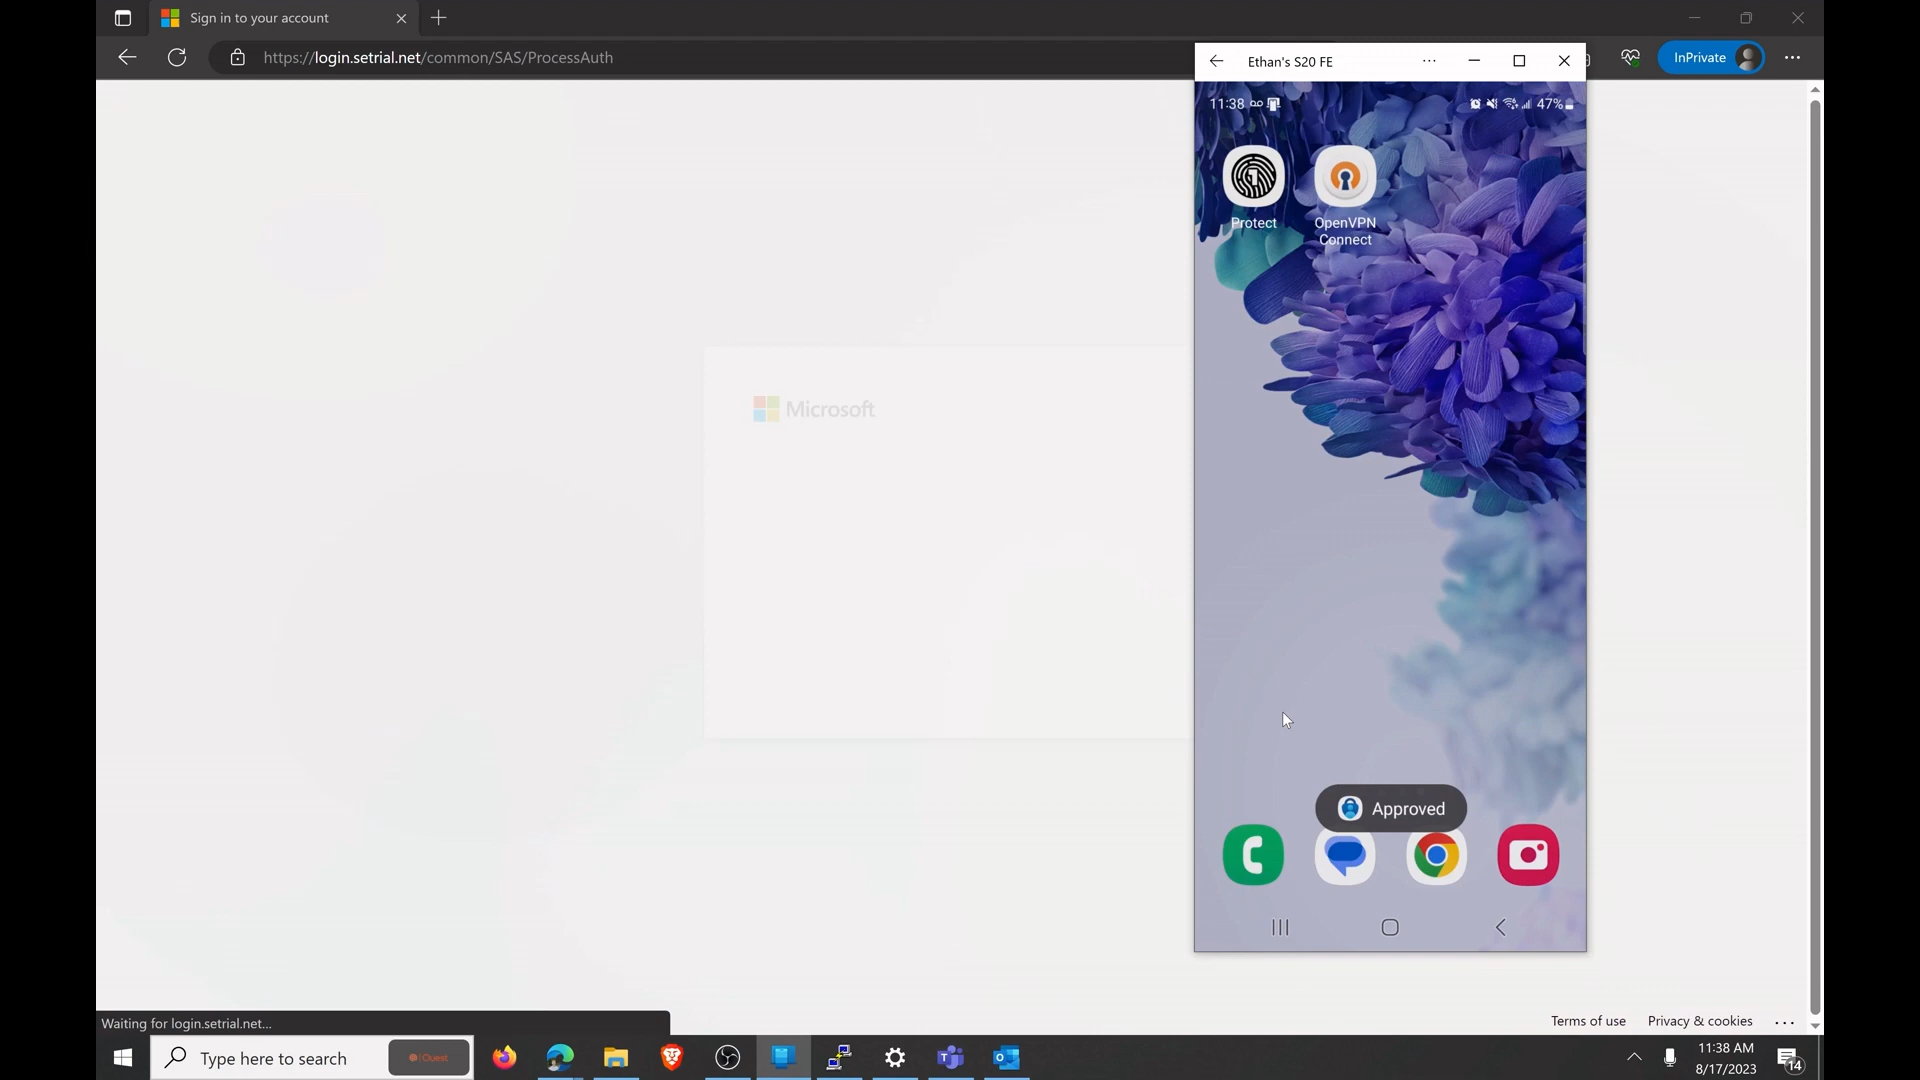 Sign in to your account
https://login.setrial.net/common/SAS/ProcessAuth
InPrivate
Ethan's S20 FE
11:38
47%
Protect
OpenVPN
Connect
Microsoft
Approved
Waiting for login.setrial.net...
Terms of use
Privacy & cookies
Type here to search
Quest
11:38 AM
8/17/2023
14